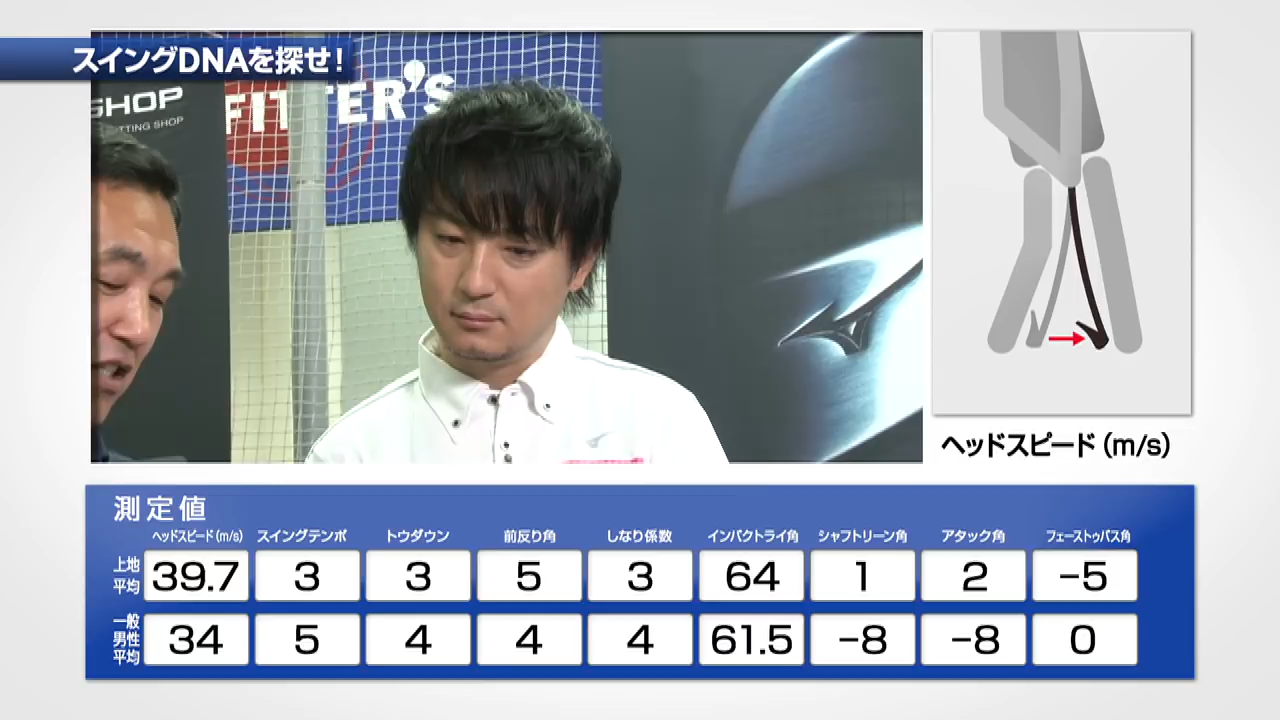 スイングDNAを探せ!
SHOP
TTING SHOP
FITTER'S
ヘッドスピード(m/s)
測定値
ヘッドスピード(m/s) スイングテンポ トウダウン 前反り角 しなり係数 インパクトライ角 シャフトリーン角 アタック角 フェーストゥパス角
上地平均 39.7 3 3 5 3 64 1 2 -5
一般男性平均 34 5 4 4 4 61.5 -8 -8 0